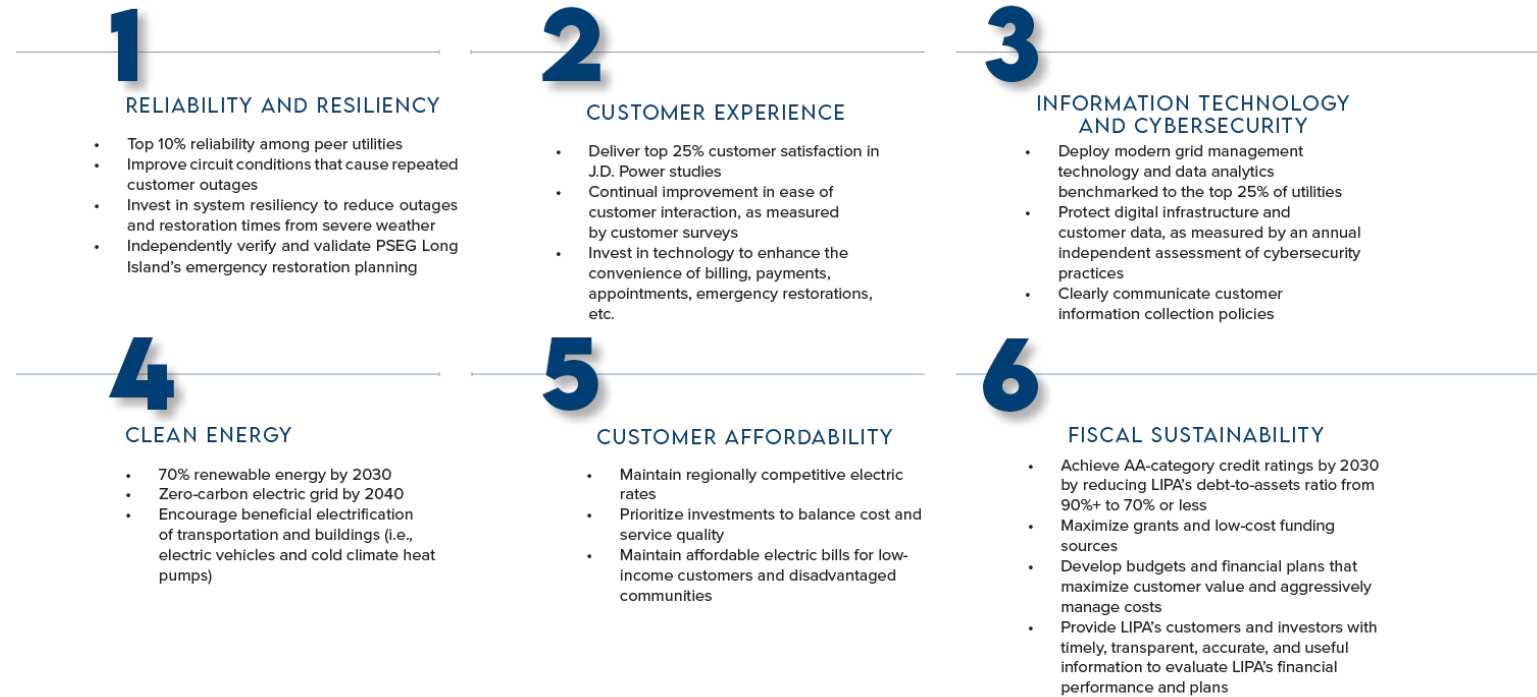 1
RELIABILITY AND RESILIENCY
• Top 10% reliability among peer utilities
• Improve circuit conditions that cause repeated
customer outages
• Invest in system resiliency to reduce outages
and restoration times from severe weather
• Independently verify and validate PSEG Long
Island's emergency restoration planning
2
CUSTOMER EXPERIENCE
• Deliver top 25% customer satisfaction in
J.D. Power studies
• Continual improvement in ease of
customer interaction, as measured
by customer surveys
• Invest in technology to enhance the
convenience of billing, payments,
appointments, emergency restorations,
etc.
3
INFORMATION TECHNOLOGY
AND CYBERSECURITY
• Deploy modern grid management
technology and data analytics
benchmarked to the top 25% of utilities
• Protect digital infrastructure and
customer data, as measured by an annual
independent assessment of cybersecurity
practices
• Clearly communicate customer
information collection policies
4
CLEAN ENERGY
• 70% renewable energy by 2030
• Zero-carbon electric grid by 2040
• Encourage beneficial electrification
of transportation and buildings (i.e.,
electric vehicles and cold climate heat
pumps)
5
CUSTOMER AFFORDABILITY
• Maintain regionally competitive electric
rates
• Prioritize investments to balance cost and
service quality
• Maintain affordable electric bills for low-
income customers and disadvantaged
communities
6
FISCAL SUSTAINABILITY
• Achieve AA-category credit ratings by 2030
by reducing LIPA's debt-to-assets ratio from
90%+ to 70% or less
• Maximize grants and low-cost funding
sources
• Develop budgets and financial plans that
maximize customer value and aggressively
manage costs
• Provide LIPA's customers and investors with
timely, transparent, accurate, and useful
information to evaluate LIPA's financial
performance and plans